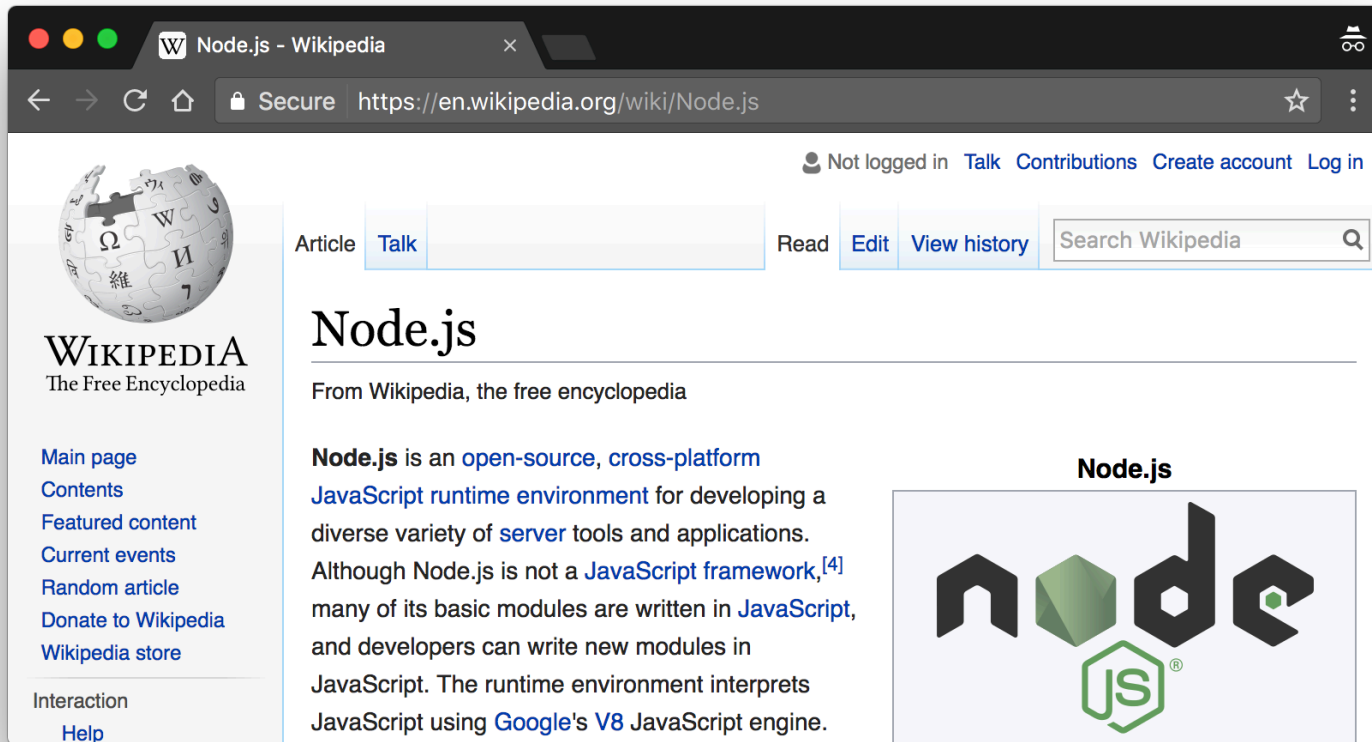 Node.js - Wikipedia
Secure https://en.wikipedia.org/wiki/Node.js
Not logged in Talk Contributions Create account Log in
Article Talk Read Edit View history Search Wikipedia
Ω W И
維 ウィ 7
WIKIPEDIA
The Free Encyclopedia
Main page
Contents
Featured content
Current events
Random article
Donate to Wikipedia
Wikipedia store
Interaction
Help
Node.js
From Wikipedia, the free encyclopedia
Node.js is an open-source, cross-platform
JavaScript runtime environment for developing a
diverse variety of server tools and applications.
Although Node.js is not a JavaScript framework,[4]
many of its basic modules are written in JavaScript,
and developers can write new modules in
JavaScript. The runtime environment interprets
JavaScript using Google's V8 JavaScript engine.
Node.js
node
JS®